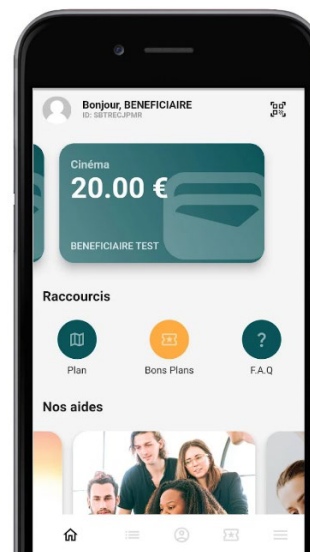 Bonjour, BENEFICIAIRE
ID: SBTRECJPMR
Cinéma
20.00 €
BENEFICIAIRE TEST
Raccourcis
Plan
Bons Plans
?
F.A.Q
Nos aides